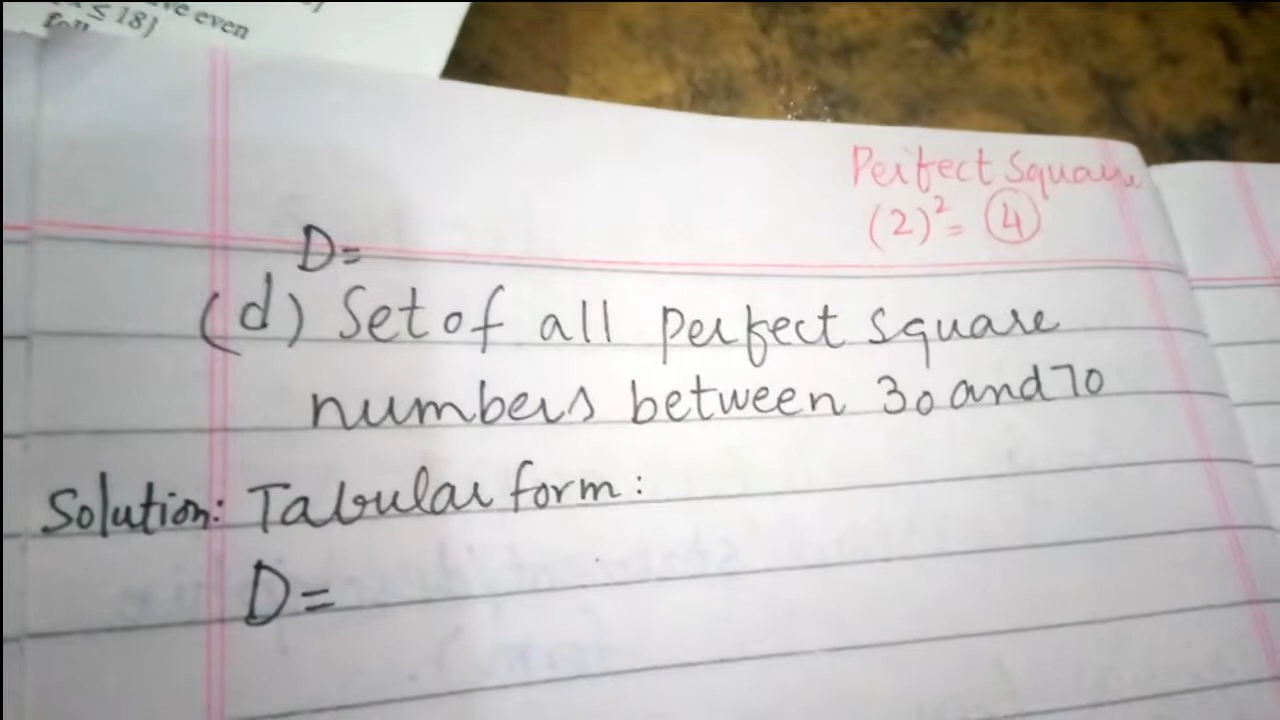 ≤ 18}
ve even
Perfect Square
(2)² = 4
D=
(d) Set of all perfect square
numbers between 30 and 70
Solution: Tabular form:
D=